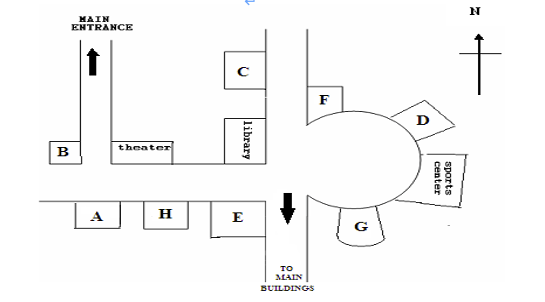 MAIN
ENTRANCE
N
C
F
D
B
theater
library
sports
center
A
H
E
G
TO
MAIN
BUILDINGS